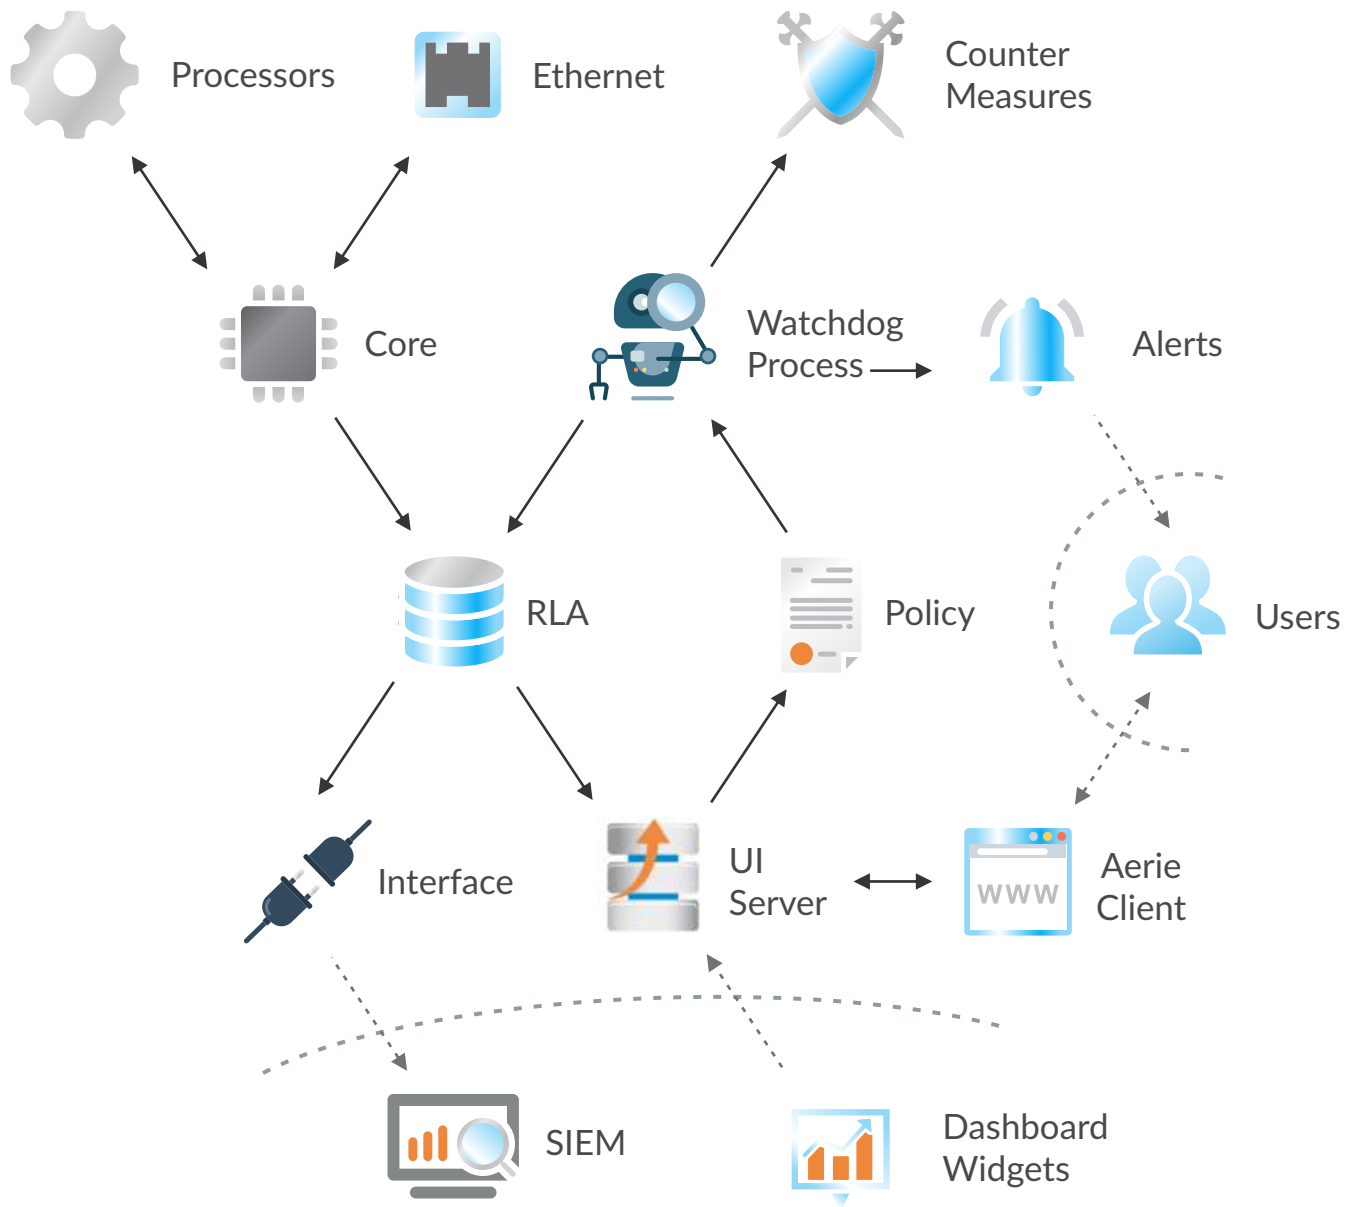 Processors
Ethernet
Counter
Measures
Core
Watchdog
Process
Alerts
RLA
Policy
Users
Interface
UI
Server
www
Aerie
Client
SIEM
Dashboard
Widgets